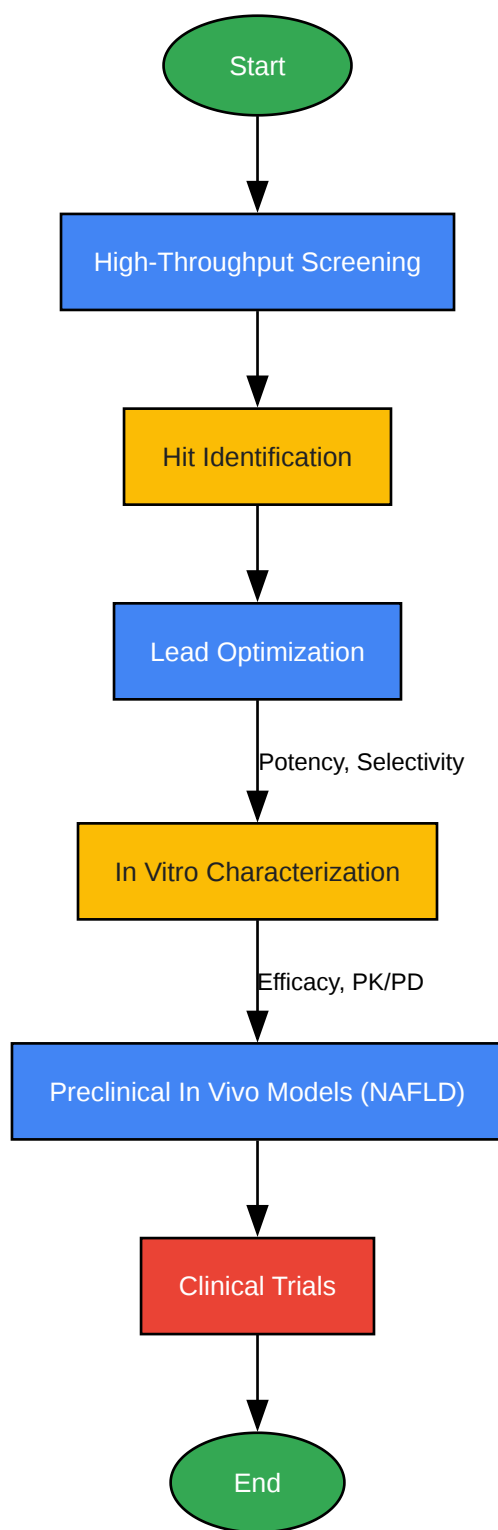 Start
High-Throughput Screening
Hit Identification
Lead Optimization
Potency, Selectivity
In Vitro Characterization
Efficacy, PK/PD
Preclinical In Vivo Models (NAFLD)
Clinical Trials
End